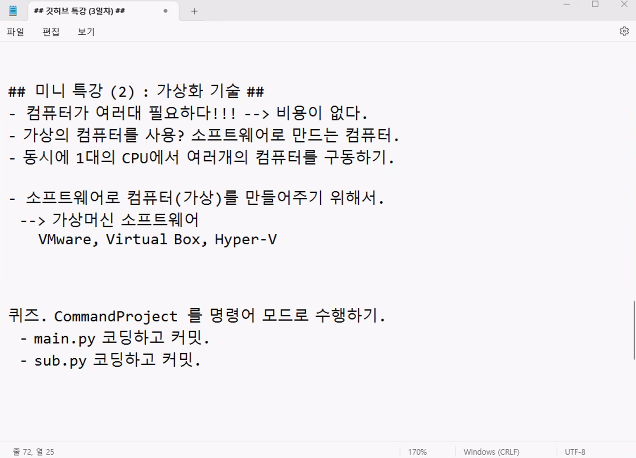 ## 깃허브 특강 (3일차) ##
파일 편집 보기
## 미니 특강 (2) : 가상화 기술 ##
- 컴퓨터가 여러대 필요하다!!! --> 비용이 없다.
- 가상의 컴퓨터를 사용? 소프트웨어로 만드는 컴퓨터.
- 동시에 1대의 CPU에서 여러개의 컴퓨터를 구동하기.
- 소프트웨어로 컴퓨터(가상)를 만들어주기 위해서.
--> 가상머신 소프트웨어
VMware, Virtual Box, Hyper-V
퀴즈. CommandProject 를 명령어 모드로 수행하기.
- main.py 코딩하고 커밋.
- sub.py 코딩하고 커밋.
줄 72, 열 25 170% Windows (CRLF) UTF-8